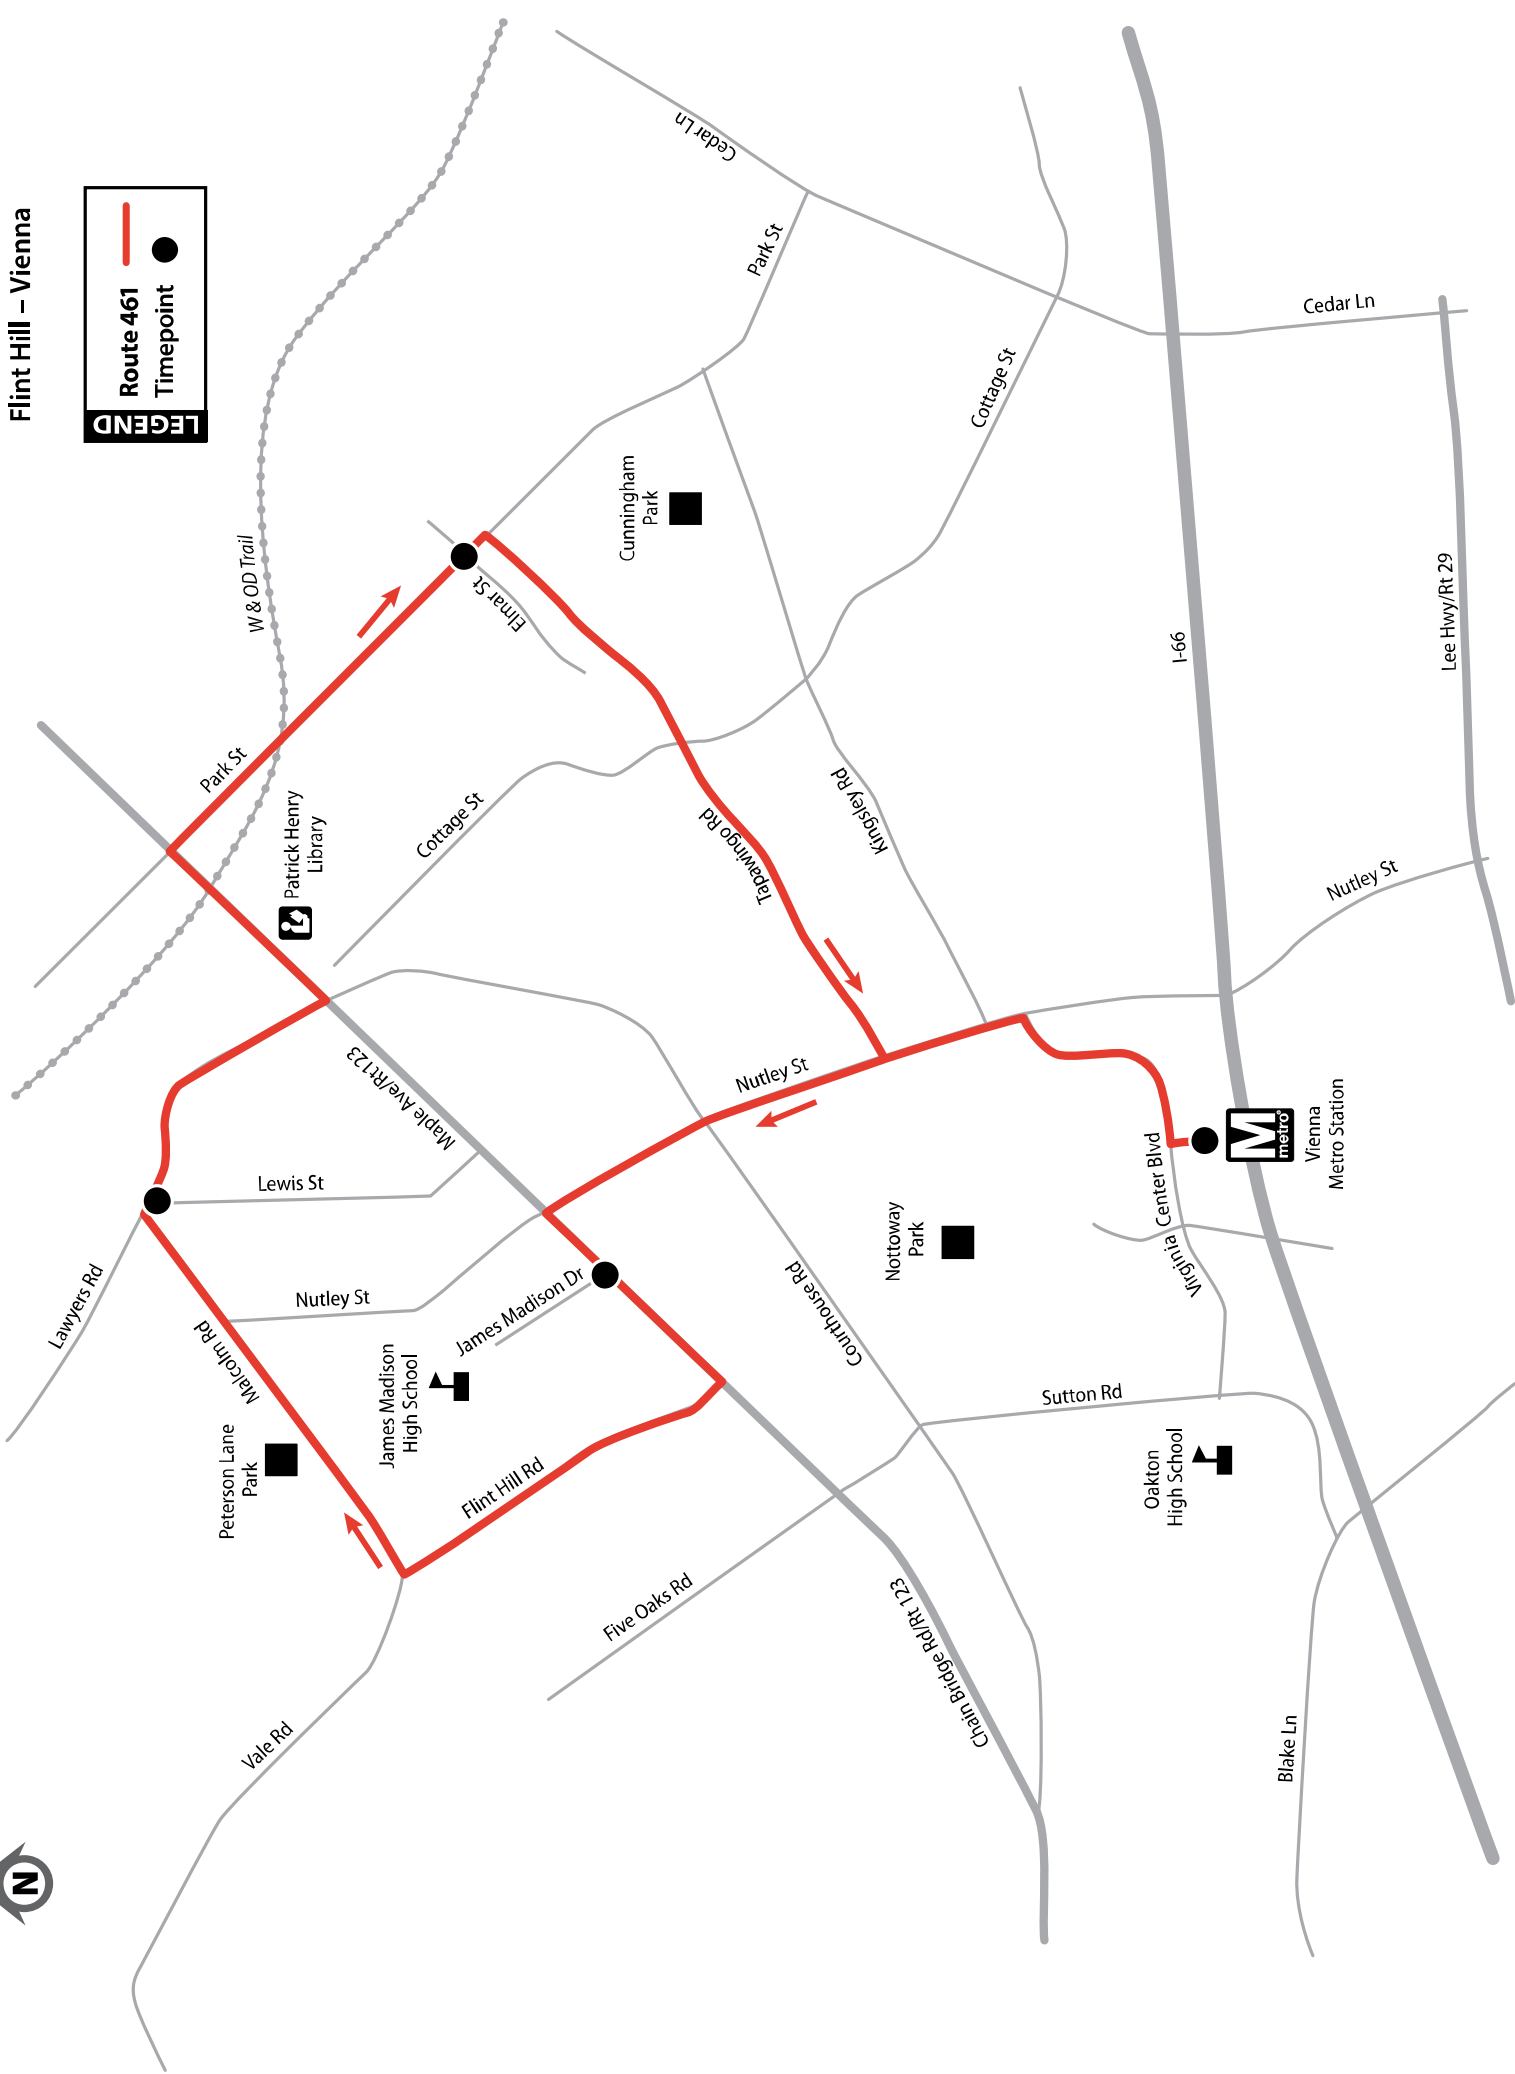 Flint Hill – Vienna
LEGEND
Route 461
Timepoint
N
W & OD Trail
Cedar Ln
Park St
Cedar Ln
Cottage St
Cunningham
Park
Elmar St
Park St
Patrick Henry
Library
Cottage St
Tapawingo Rd
Kingsley Rd
I-66
Lee Hwy/Rt 29
Nutley St
Maple Ave/Rt123
Nutley St
Lewis St
Lawyers Rd
Nutley St
Malcolm Rd
James Madison Dr
James Madison
High School
Peterson Lane
Park
Flint Hill Rd
Courthouse Rd
Nottoway
Park
Virginia Center Blvd
M
metro
Vienna
Metro Station
Sutton Rd
Oakton
High School
Five Oaks Rd
Chain Bridge Rd/Rt 123
Vale Rd
Blake Ln